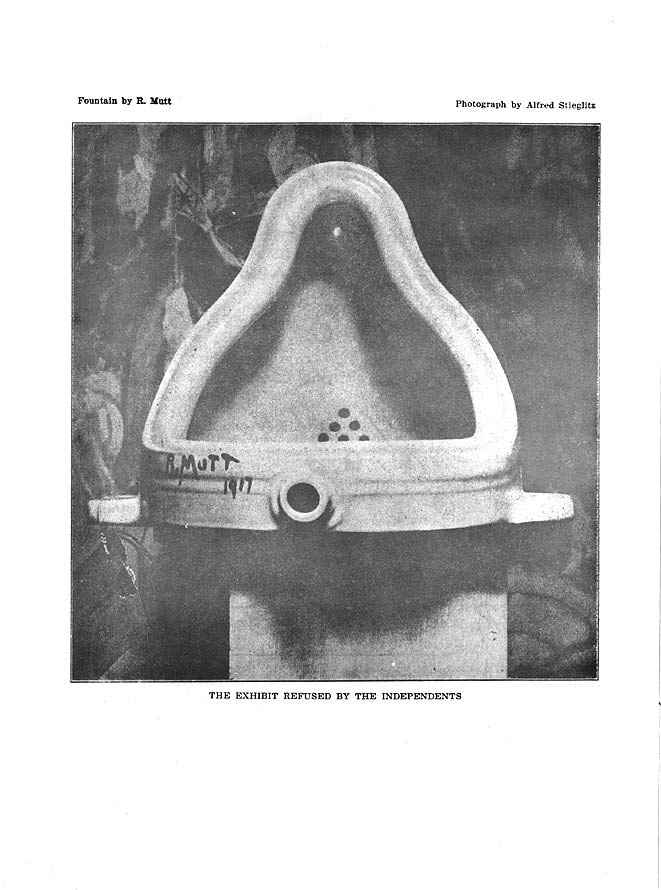 Fountain by R. Mutt
Photograph by Alfred Stieglitz
R. MUTT
1917
THE EXHIBIT REFUSED BY THE INDEPENDENTS